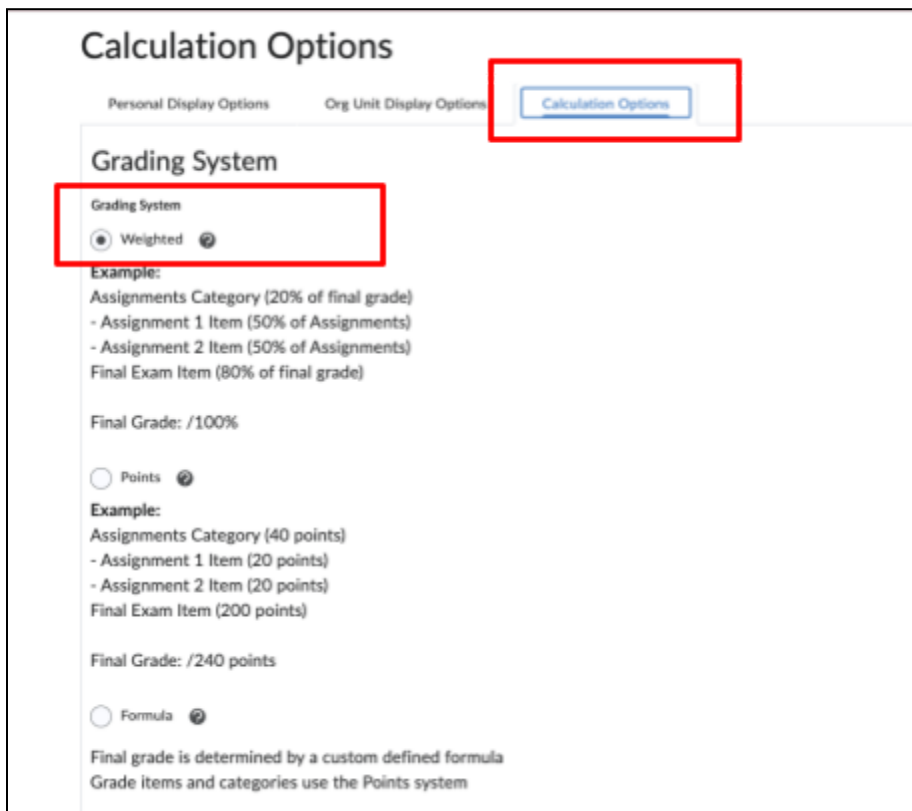 Calculation Options
Personal Display Options Org Unit Display Options Calculation Options
Grading System
Grading System
Weighted
Example:
Assignments Category (20% of final grade)
- Assignment 1 Item (50% of Assignments)
- Assignment 2 Item (50% of Assignments)
Final Exam Item (80% of final grade)
Final Grade: /100%
Points
Example:
Assignments Category (40 points)
- Assignment 1 Item (20 points)
- Assignment 2 Item (20 points)
Final Exam Item (200 points)
Final Grade: /240 points
Formula
Final grade is determined by a custom defined formula
Grade items and categories use the Points system